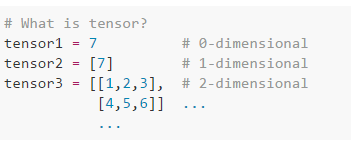 # What is tensor?
tensor1 = 7 # 0-dimensional
tensor2 = [7] # 1-dimensional
tensor3 = [[1,2,3], # 2-dimensional
[4,5,6]] ...
...